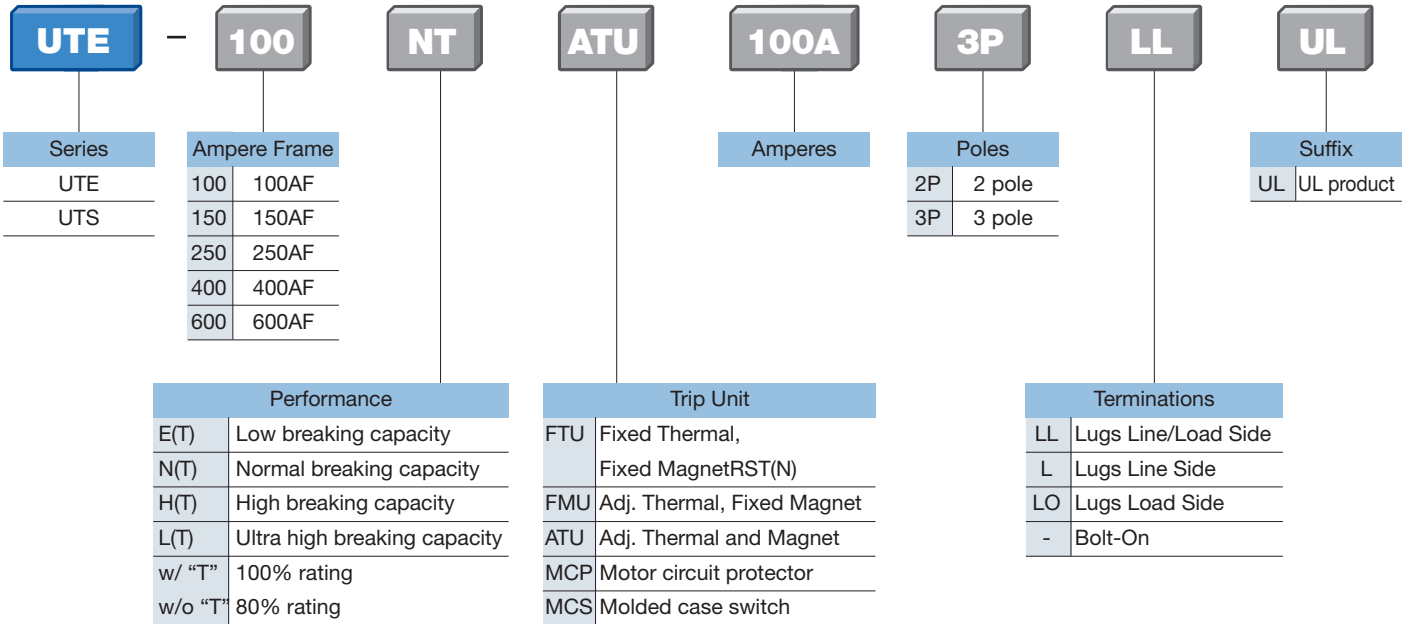 UTE – 100 NT ATU 100A 3P LL UL
Series
UTE
UTS
Ampere Frame
100 100AF
150 150AF
250 250AF
400 400AF
600 600AF
Amperes
Poles
2P 2 pole
3P 3 pole
Suffix
UL UL product
Performance
E(T) Low breaking capacity
N(T) Normal breaking capacity
H(T) High breaking capacity
L(T) Ultra high breaking capacity
w/ “T” 100% rating
w/o “T” 80% rating
Trip Unit
FTU Fixed Thermal,
Fixed MagnetRST(N)
FMU Adj. Thermal, Fixed Magnet
ATU Adj. Thermal and Magnet
MCP Motor circuit protector
MCS Molded case switch
Terminations
LL Lugs Line/Load Side
L Lugs Line Side
LO Lugs Load Side
- Bolt-On